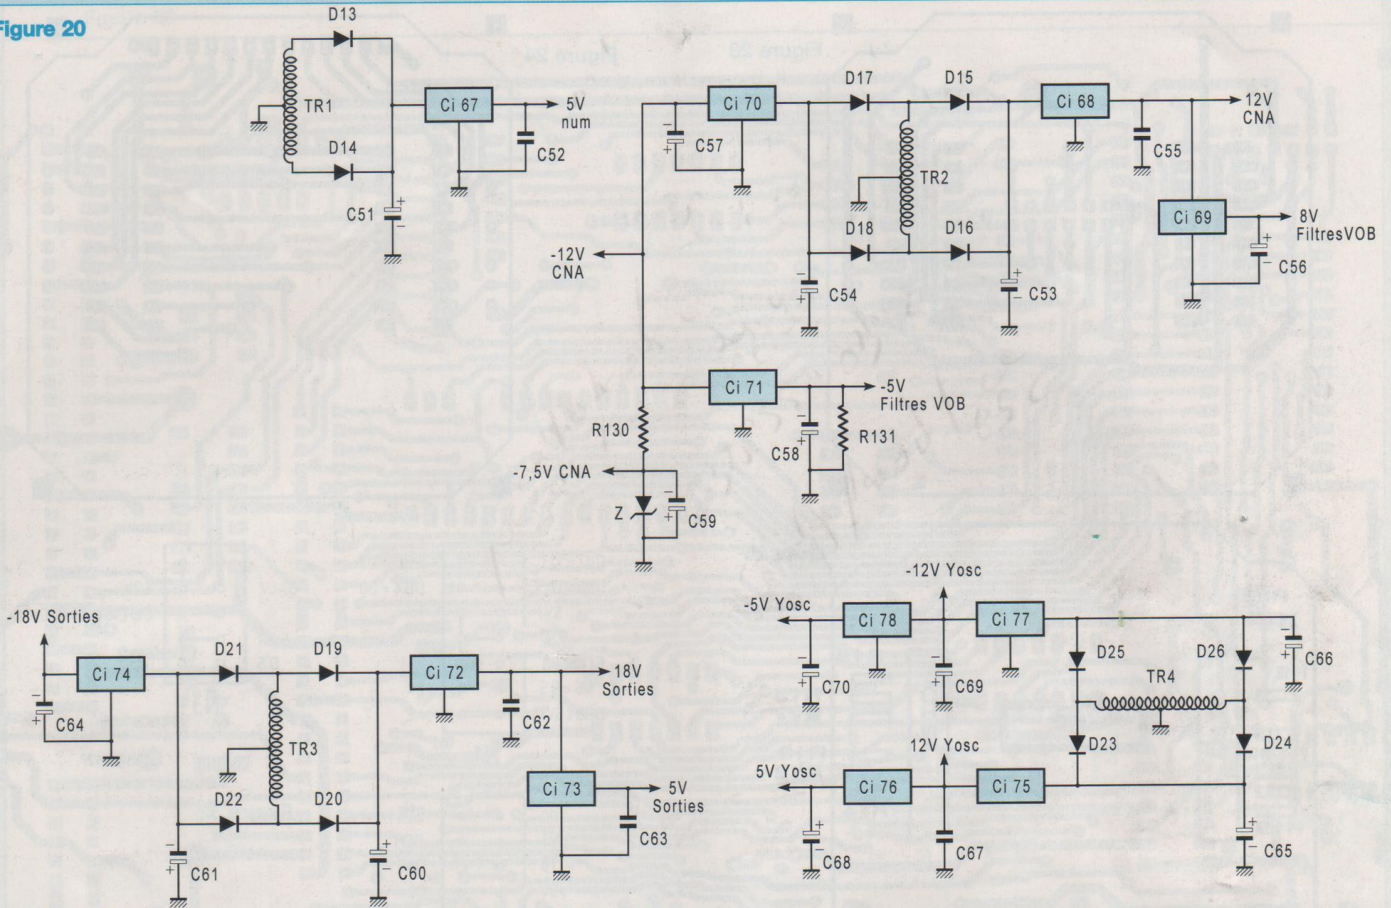 Figure 20
D13
TR1
D14
C51
Ci 67
5V
num
C52
C57
Ci 70
D17
D15
TR2
D18
D16
C54
C53
Ci 68
12V
CNA
C55
Ci 69
8V
FiltresVOB
C56
-12V
CNA
Ci 71
-5V
Filtres VOB
R130
C58
R131
-7,5V CNA
Z
C59
-18V Sorties
Ci 74
C64
D21
D19
TR3
D22
D20
C61
C60
Ci 72
18V
Sorties
C62
Ci 73
5V
Sorties
C63
-12V Yosc
-5V Yosc
Ci 78
Ci 77
C70
C69
D25
D26
C66
TR4
D23
D24
12V Yosc
5V Yosc
Ci 76
Ci 75
C68
C67
C65